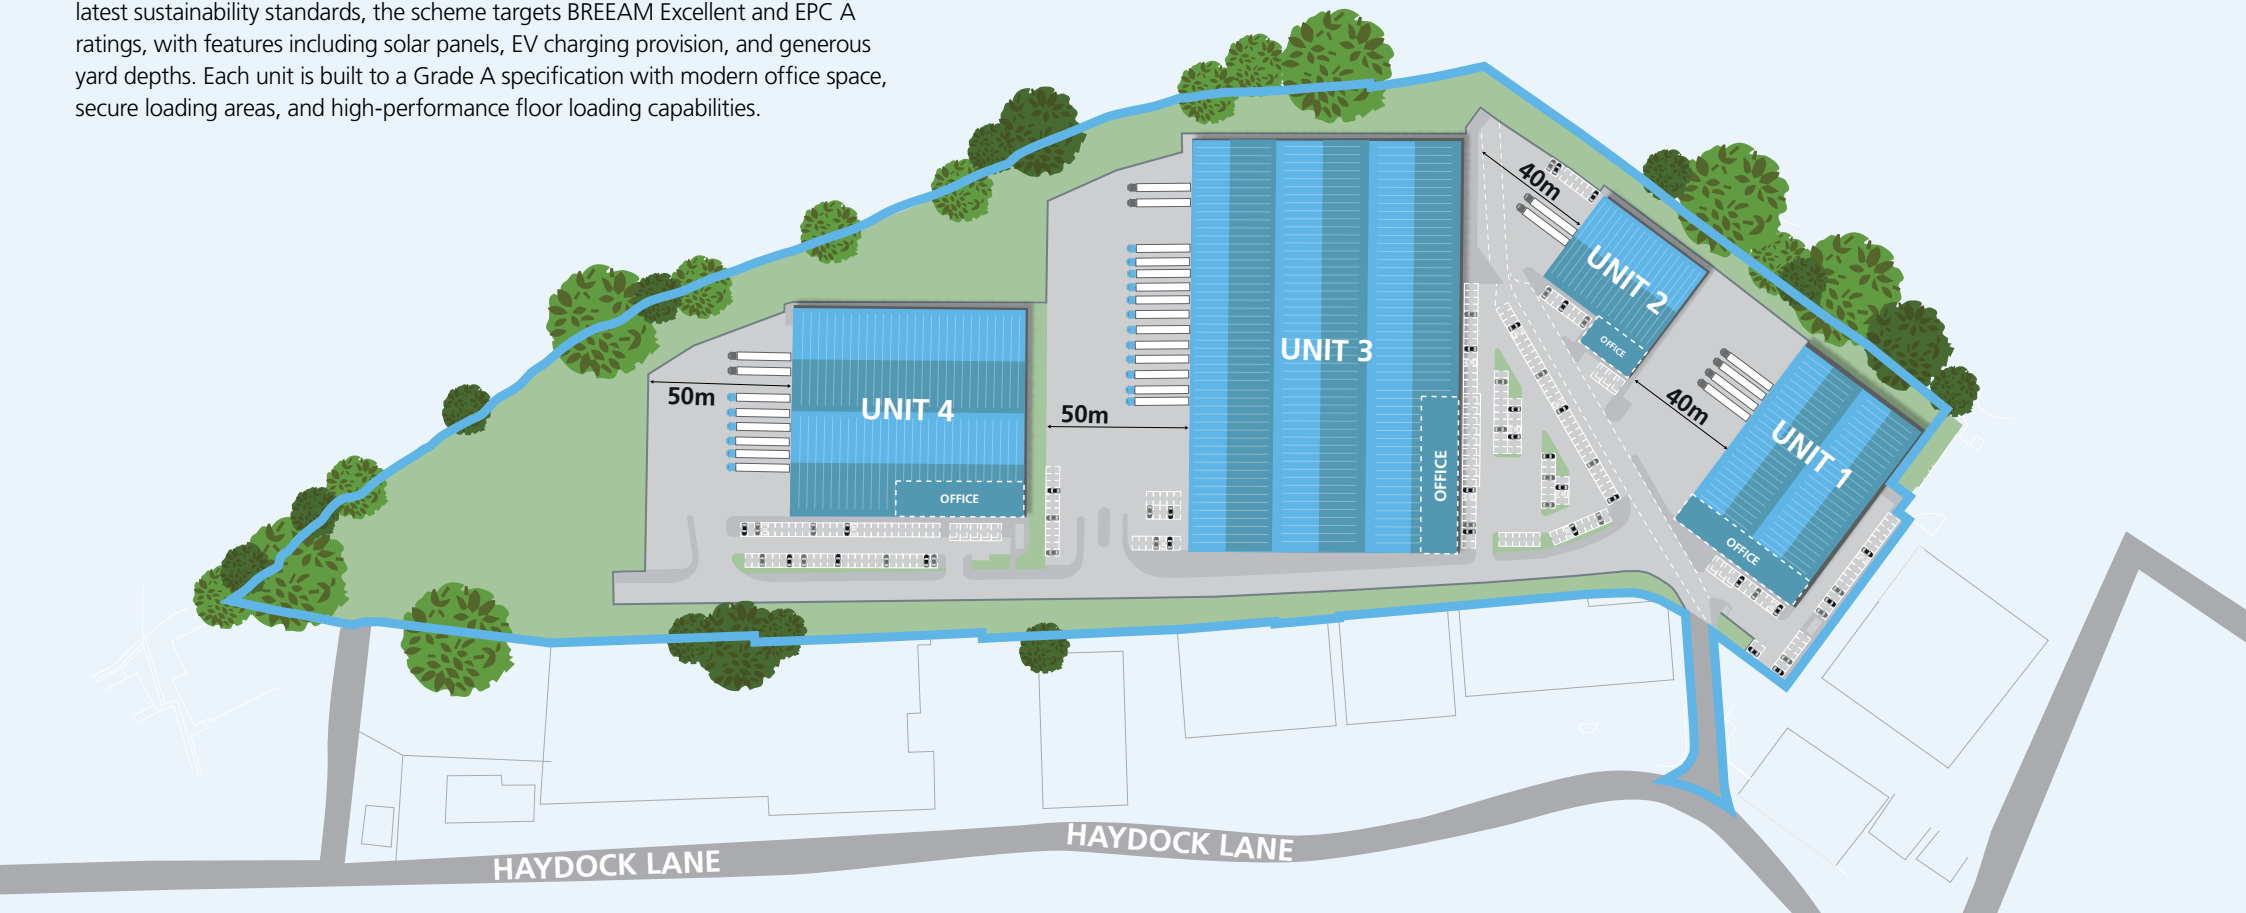 latest sustainability standards, the scheme targets BREEAM Excellent and EPC A
ratings, with features including solar panels, EV charging provision, and generous
yard depths. Each unit is built to a Grade A specification with modern office space,
secure loading areas, and high-performance floor loading capabilities.
40m
UNIT 2
OFFICE
UNIT 3
50m
UNIT 4
50m
40m
UNIT 1
OFFICE
OFFICE
OFFICE
HAYDOCK LANE
HAYDOCK LANE